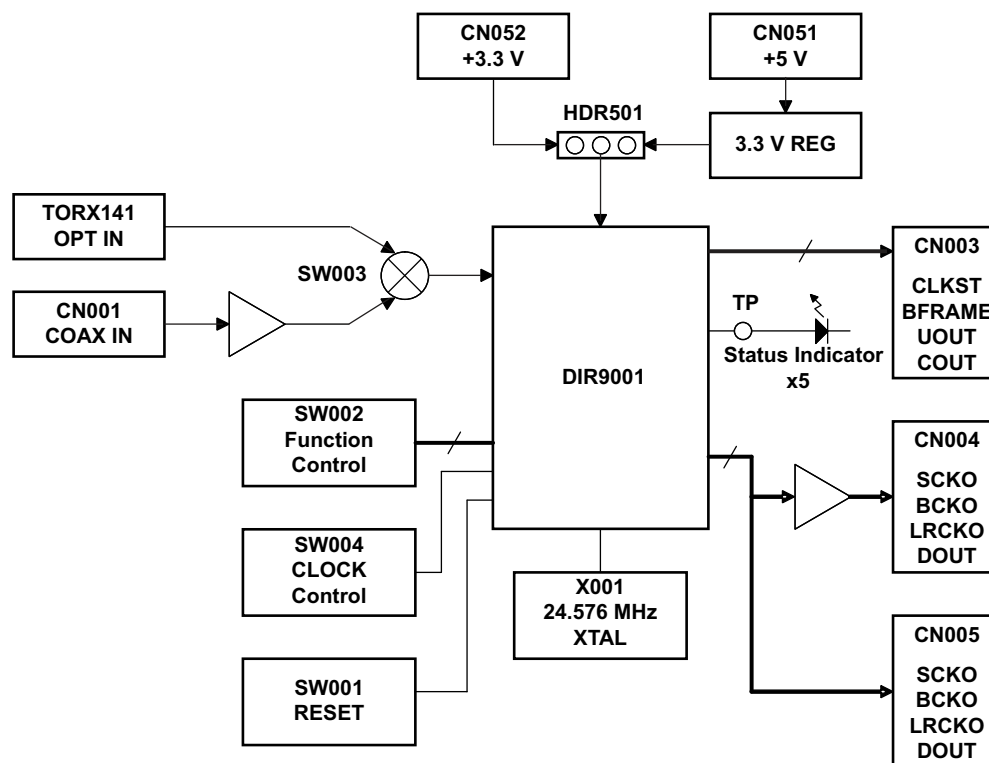 CN052
+3.3 V
CN051
+5 V
HDR501
3.3 V REG
TORX141
OPT IN
SW003
CN001
COAX IN
CN003
CLKST
BFRAME
UOUT
COUT
TP
Status Indicator
x5
DIR9001
SW002
Function
Control
CN004
SCKO
BCKO
LRCKO
DOUT
SW004
CLOCK
Control
X001
24.576 MHz
XTAL
CN005
SCKO
BCKO
LRCKO
DOUT
SW001
RESET